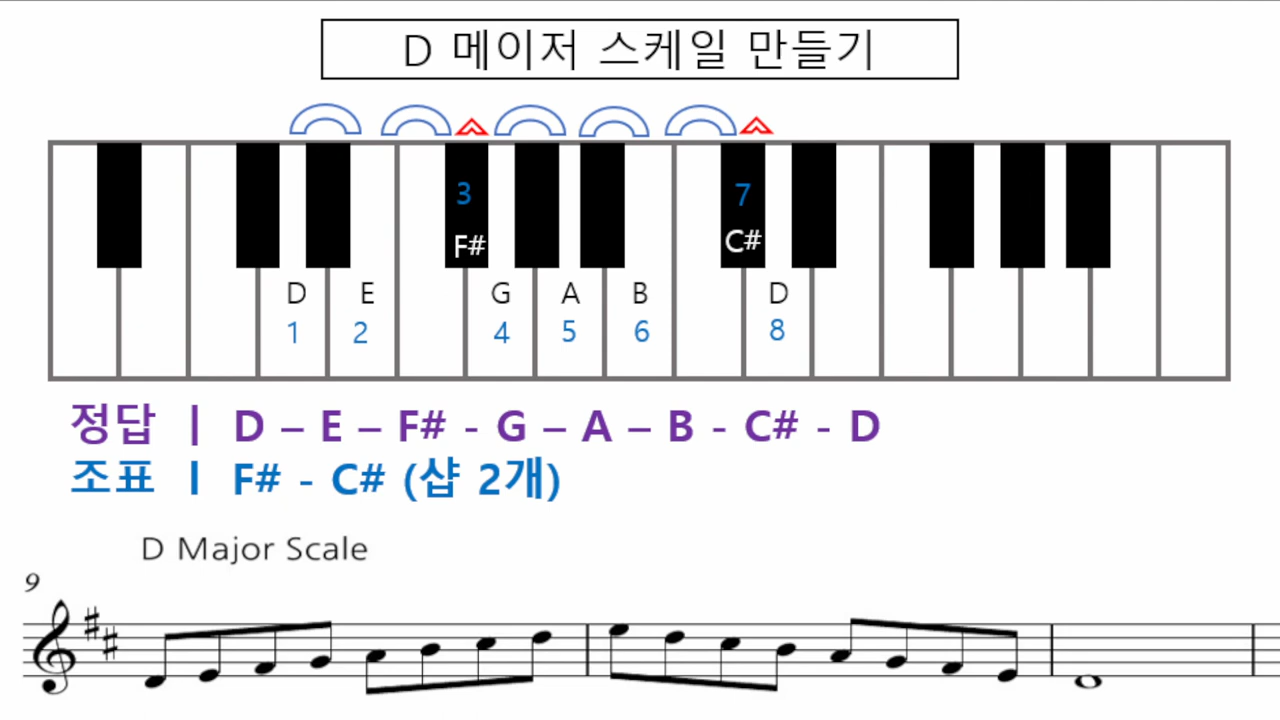 D 메이저 스케일 만들기
3 7
F# C#
D E G A B D
1 2 4 5 6 8
정답 | D – E – F# - G – A – B - C# - D
조표 | F# - C# (샵 2개)
D Major Scale
9